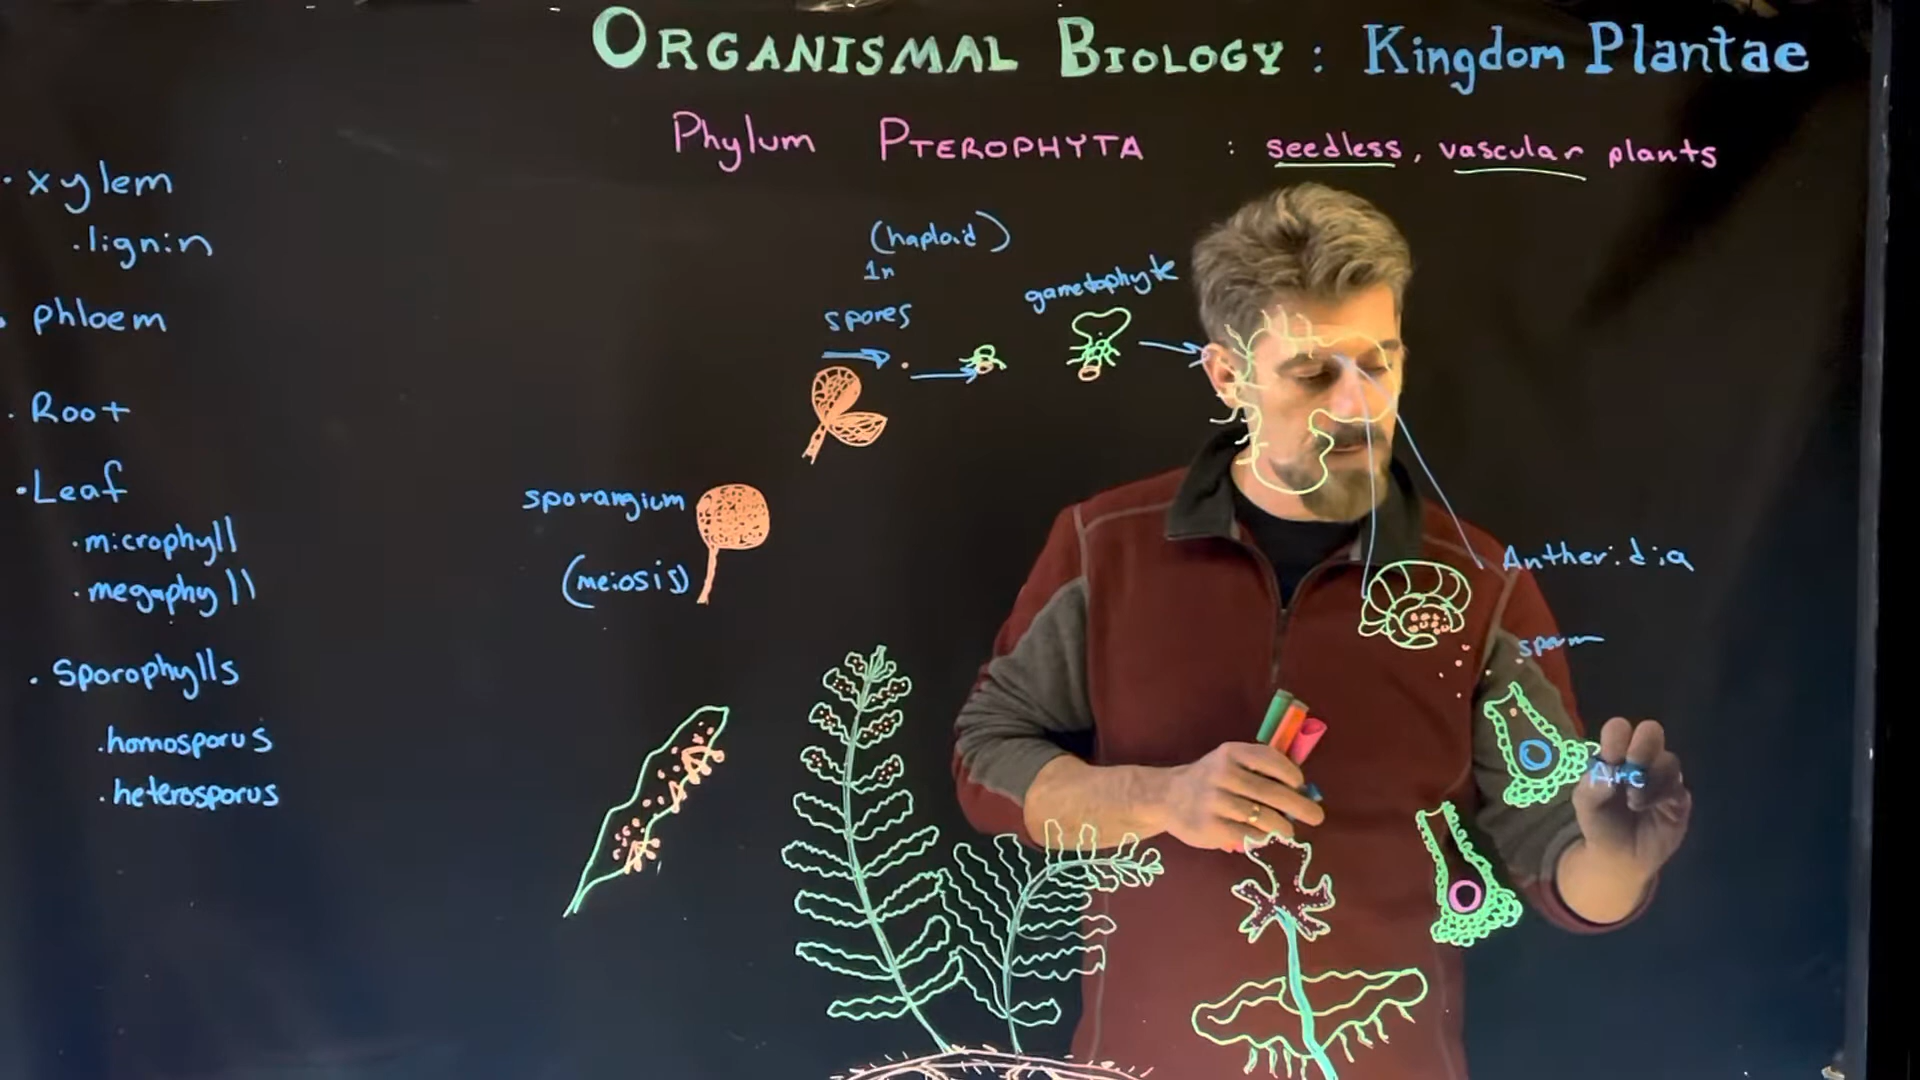 ORGANISMAL BIOLOGY : Kingdom Plantae
Phylum PTEROPHYTA : seedless, vascular plants
. xylem
. lignin
. phloem
. Root
. Leaf
. microphyll
. megaphyll
. Sporophylls
. homosporus
. heterosporus
(haploid)
1n
spores
gametophyte
sporangium
(meiosis)
Antheridia
sperm
Arc